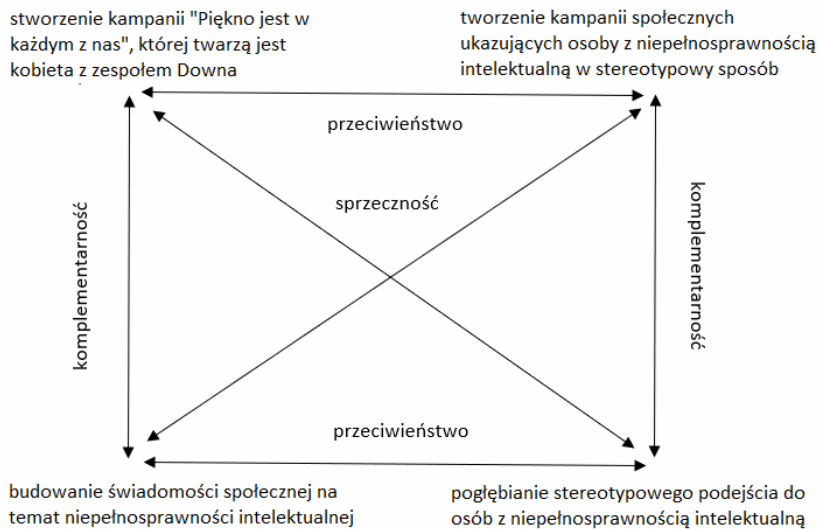 stworzenie kampanii "Piękno jest w
każdym z nas", której twarzą jest
kobieta z zespołem Downa
tworzenie kampanii społecznych
ukazujących osoby z niepełnosprawnością
intelektualną w stereotypowy sposób
przeciwieństwo
sprzeczność
komplementarność
komplementarność
przeciwieństwo
budowanie świadomości społecznej na
temat niepełnosprawności intelektualnej
pogłębianie stereotypowego podejścia do
osób z niepełnosprawnością intelektualną